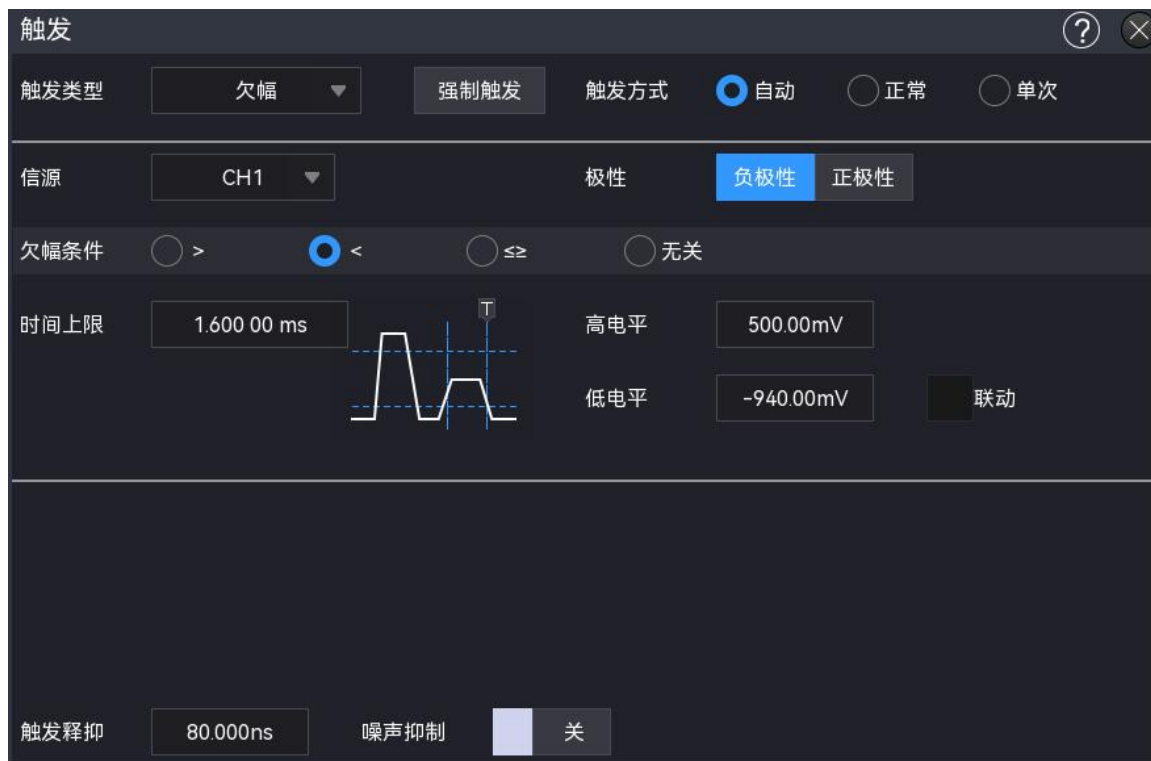 触发
触发类型 欠幅 强制触发 触发方式 自动 正常 单次
信源 CH1 极性 负极性 正极性
欠幅条件 > < ≤≥ 无关
时间上限 1.600 00 ms T 高电平 500.00mV
低电平 -940.00mV 联动
触发释抑 80.000ns 噪声抑制 关